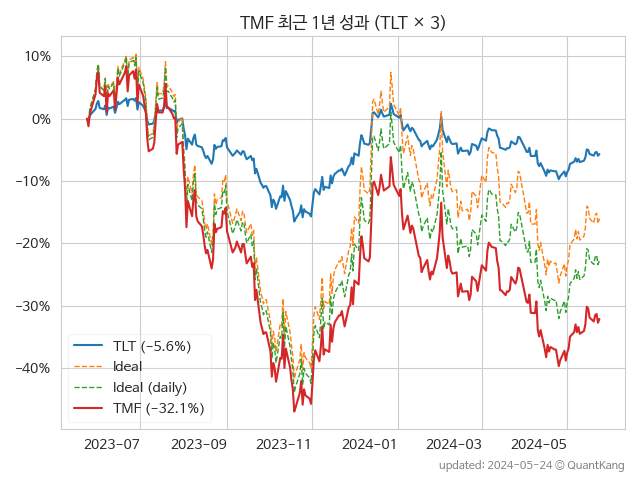 TMF 최근 1년 성과 (TLT × 3)
10%
0%
−10%
−20%
−30%
−40%
TLT (−5.6%)
Ideal
Ideal (daily)
TMF (−32.1%)
2023-07
2023-09
2023-11
2024-01
2024-03
2024-05
updated: 2024-05-24 © QuantKang